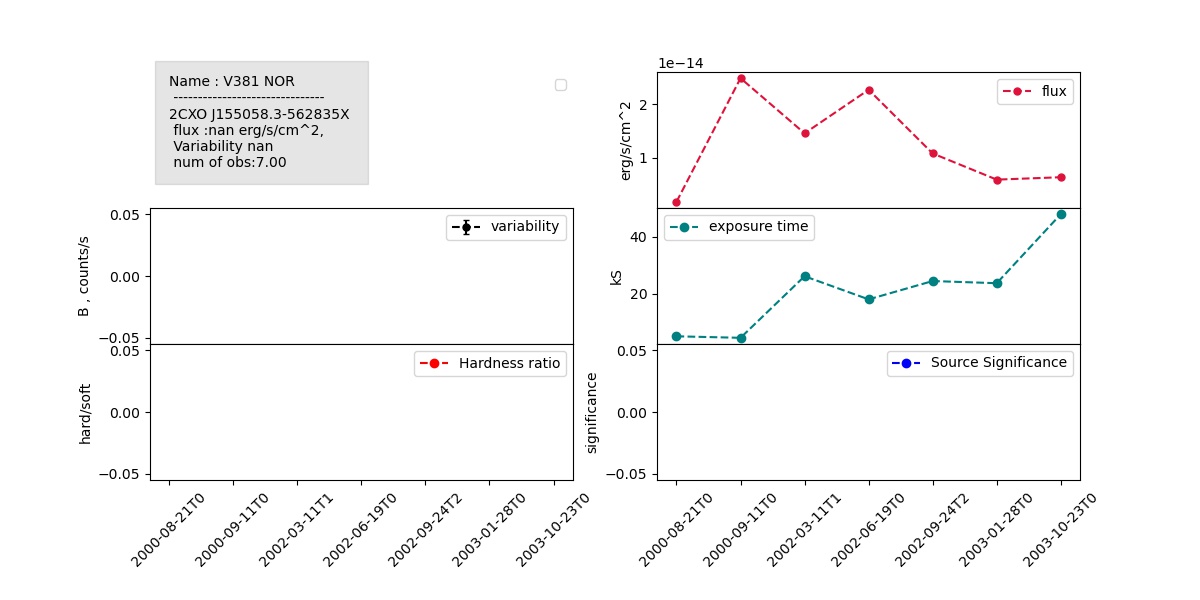 Name : V381 NOR
-------------------------------
2CXO J155058.3-562835X
flux :nan erg/s/cm^2,
Variability nan
num of obs:7.00
1e−14
flux
2
1
erg/s/cm^2
variability
0.05
0.00
−0.05
B , counts/s
exposure time
40
20
kS
Hardness ratio
0.05
0.00
−0.05
hard/soft
2000-08-21T0
2000-09-11T0
2002-03-11T1
2002-06-19T0
2002-09-24T2
2003-01-28T0
2003-10-23T0
Source Significance
0.05
0.00
−0.05
significance
2000-08-21T0
2000-09-11T0
2002-03-11T1
2002-06-19T0
2002-09-24T2
2003-01-28T0
2003-10-23T0